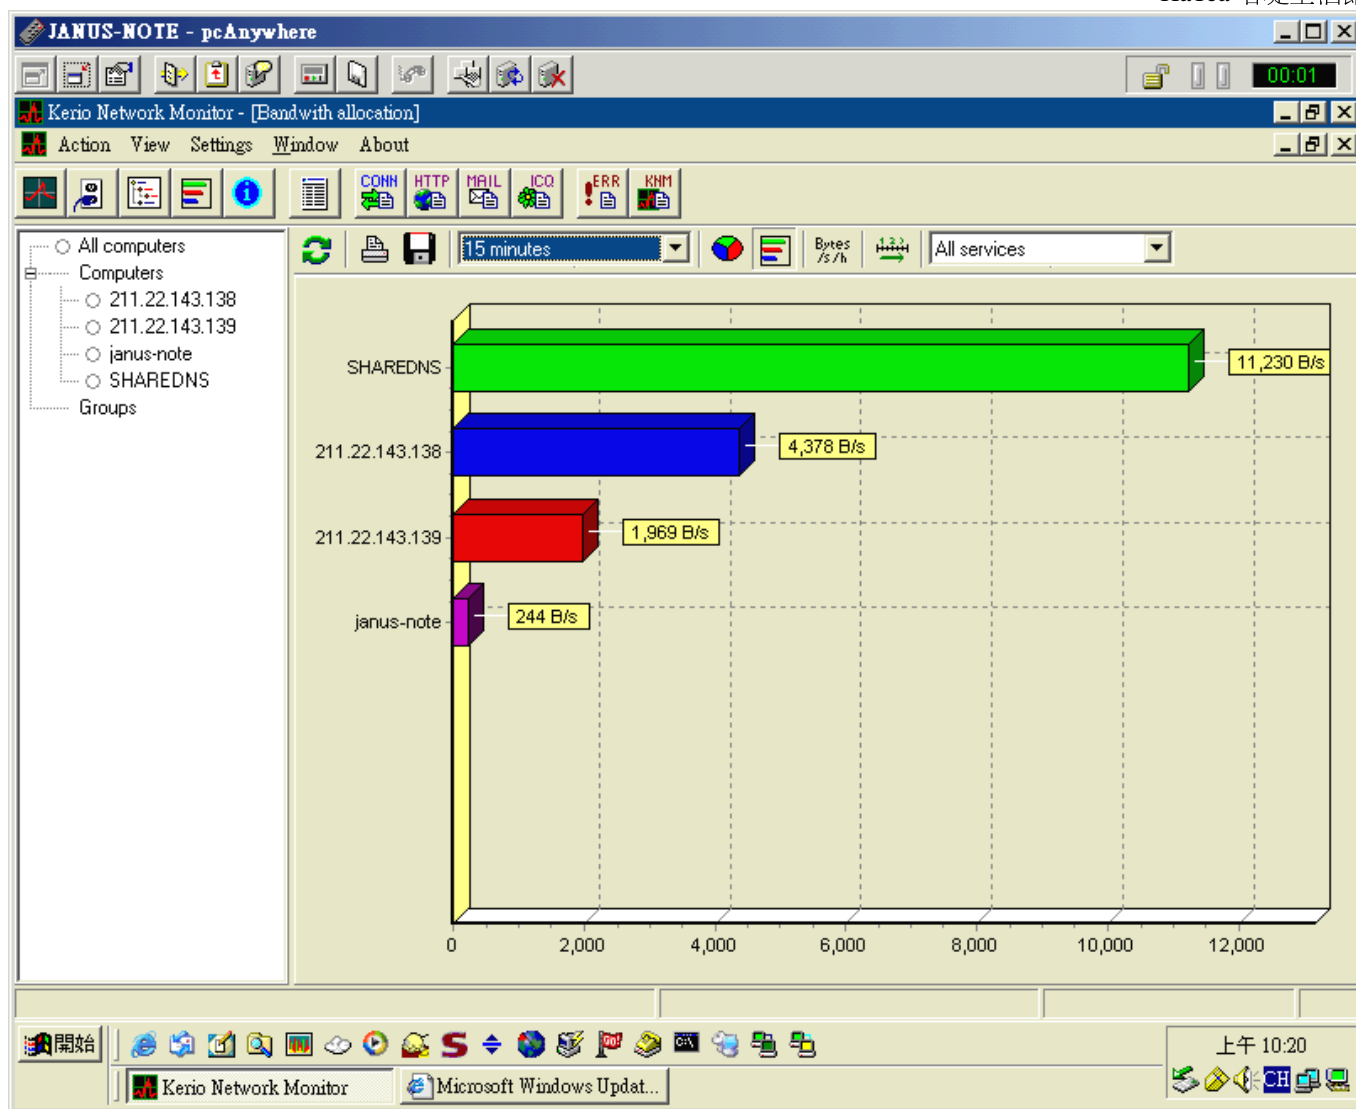 JANUS-NOTE - pcAnywhere
00:01
Kerio Network Monitor - [Bandwith allocation]
Action View Settings Window About
CONN HTTP MAIL ICQ ERR KNM
All computers
Computers
211.22.143.138
211.22.143.139
janus-note
SHAREDNS
Groups
15 minutes
Bytes /s /h
1 2 3
All services
SHAREDNS
11,230 B/s
211.22.143.138
4,378 B/s
211.22.143.139
1,969 B/s
janus-note
244 B/s
0 2,000 4,000 6,000 8,000 10,000 12,000
開始
上午 10:20
Kerio Network Monitor
Microsoft Windows Updat...
CH